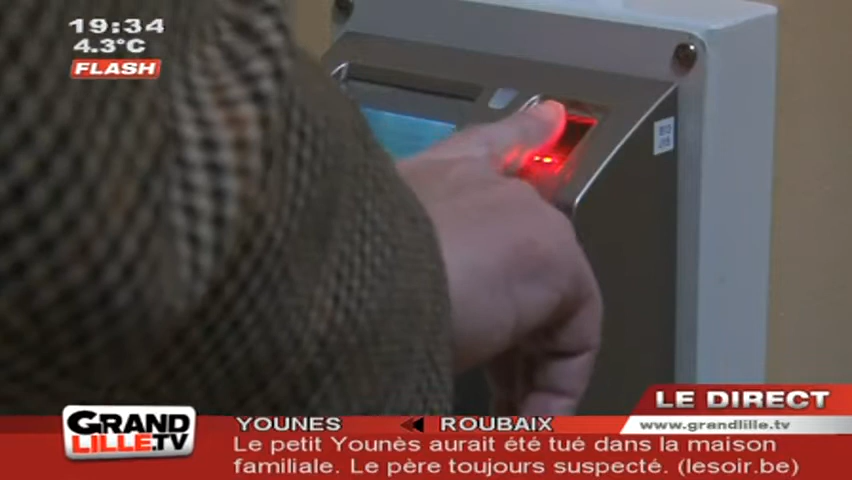 19:34
4.3°C
FLASH
LE DIRECT
www.grandlille.tv
GRAND
LILLE.TV
YOUNES ROUBAIX
Le petit Younès aurait été tué dans la maison
familiale. Le père toujours suspecté. (lesoir.be)